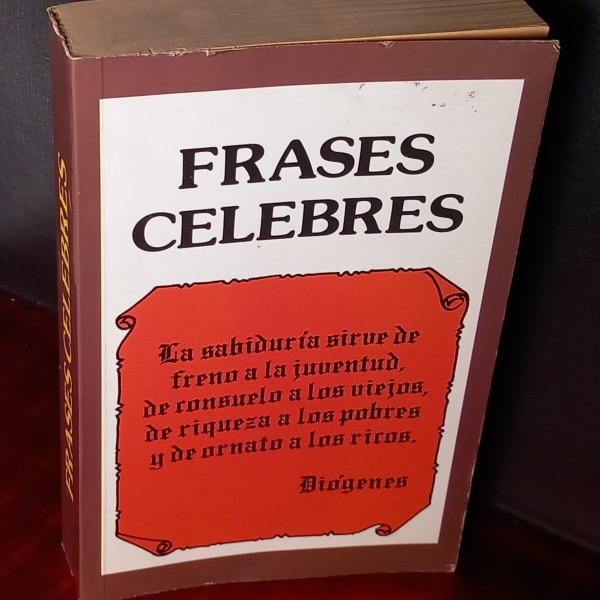 FRASES
CELEBRES
La sabiduría sirve de
freno a la juventud,
de consuelo a los viejos,
de riqueza a los pobres
y de ornato a los ricos.
Diógenes
FRASES CELEBRES